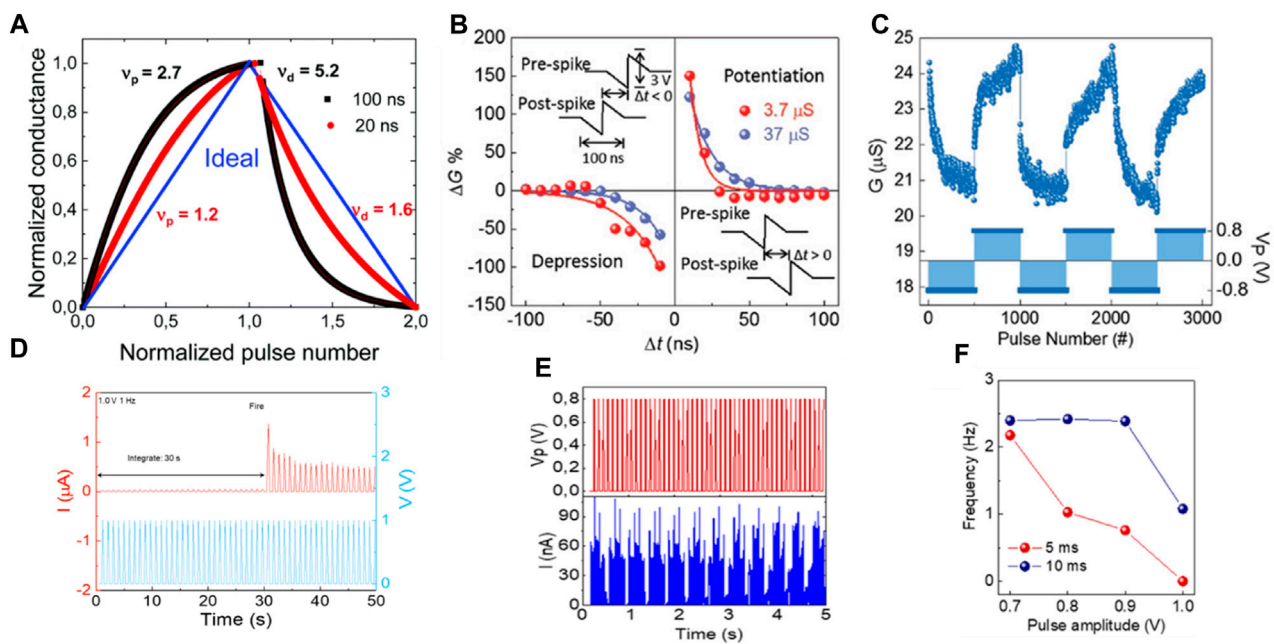 A
νp = 2.7
νd = 5.2
100 ns
20 ns
Ideal
νp = 1.2
νd = 1.6
Normalized conductance
1.0
0.8
0.6
0.4
0.2
0.0
0,0 0,5 1,0 1,5 2,0
Normalized pulse number
B
ΔG %
200
150
100
50
0
-50
-100
-150
Pre-spike
3 V
Δt<0
Post-spike
100 ns
Potentiation
3.7 µS
37 µS
Depression
Pre-spike
Δt > 0
Post-spike
-100 -50 0 50 100
Δt (ns)
C
G (µS)
25
24
23
22
21
20
19
18
0.8
0.0
-0.8
Vp (V)
0 1000 2000 3000
Pulse Number (#)
D
1.0 V 1 Hz
Fire
Integrate: 30 s
I (µA)
2
1
0
-1
-2
V (V)
3
2
1
0
0 10 20 30 40 50
Time (s)
E
Vp (V)
0,8
0,6
0,4
0,2
0,0
I (nA)
120
90
60
30
0
0 1 2 3 4 5
Time (s)
F
Frequency (Hz)
3
2
1
0
5 ms
10 ms
0.7 0.8 0.9 1.0
Pulse amplitude (V)